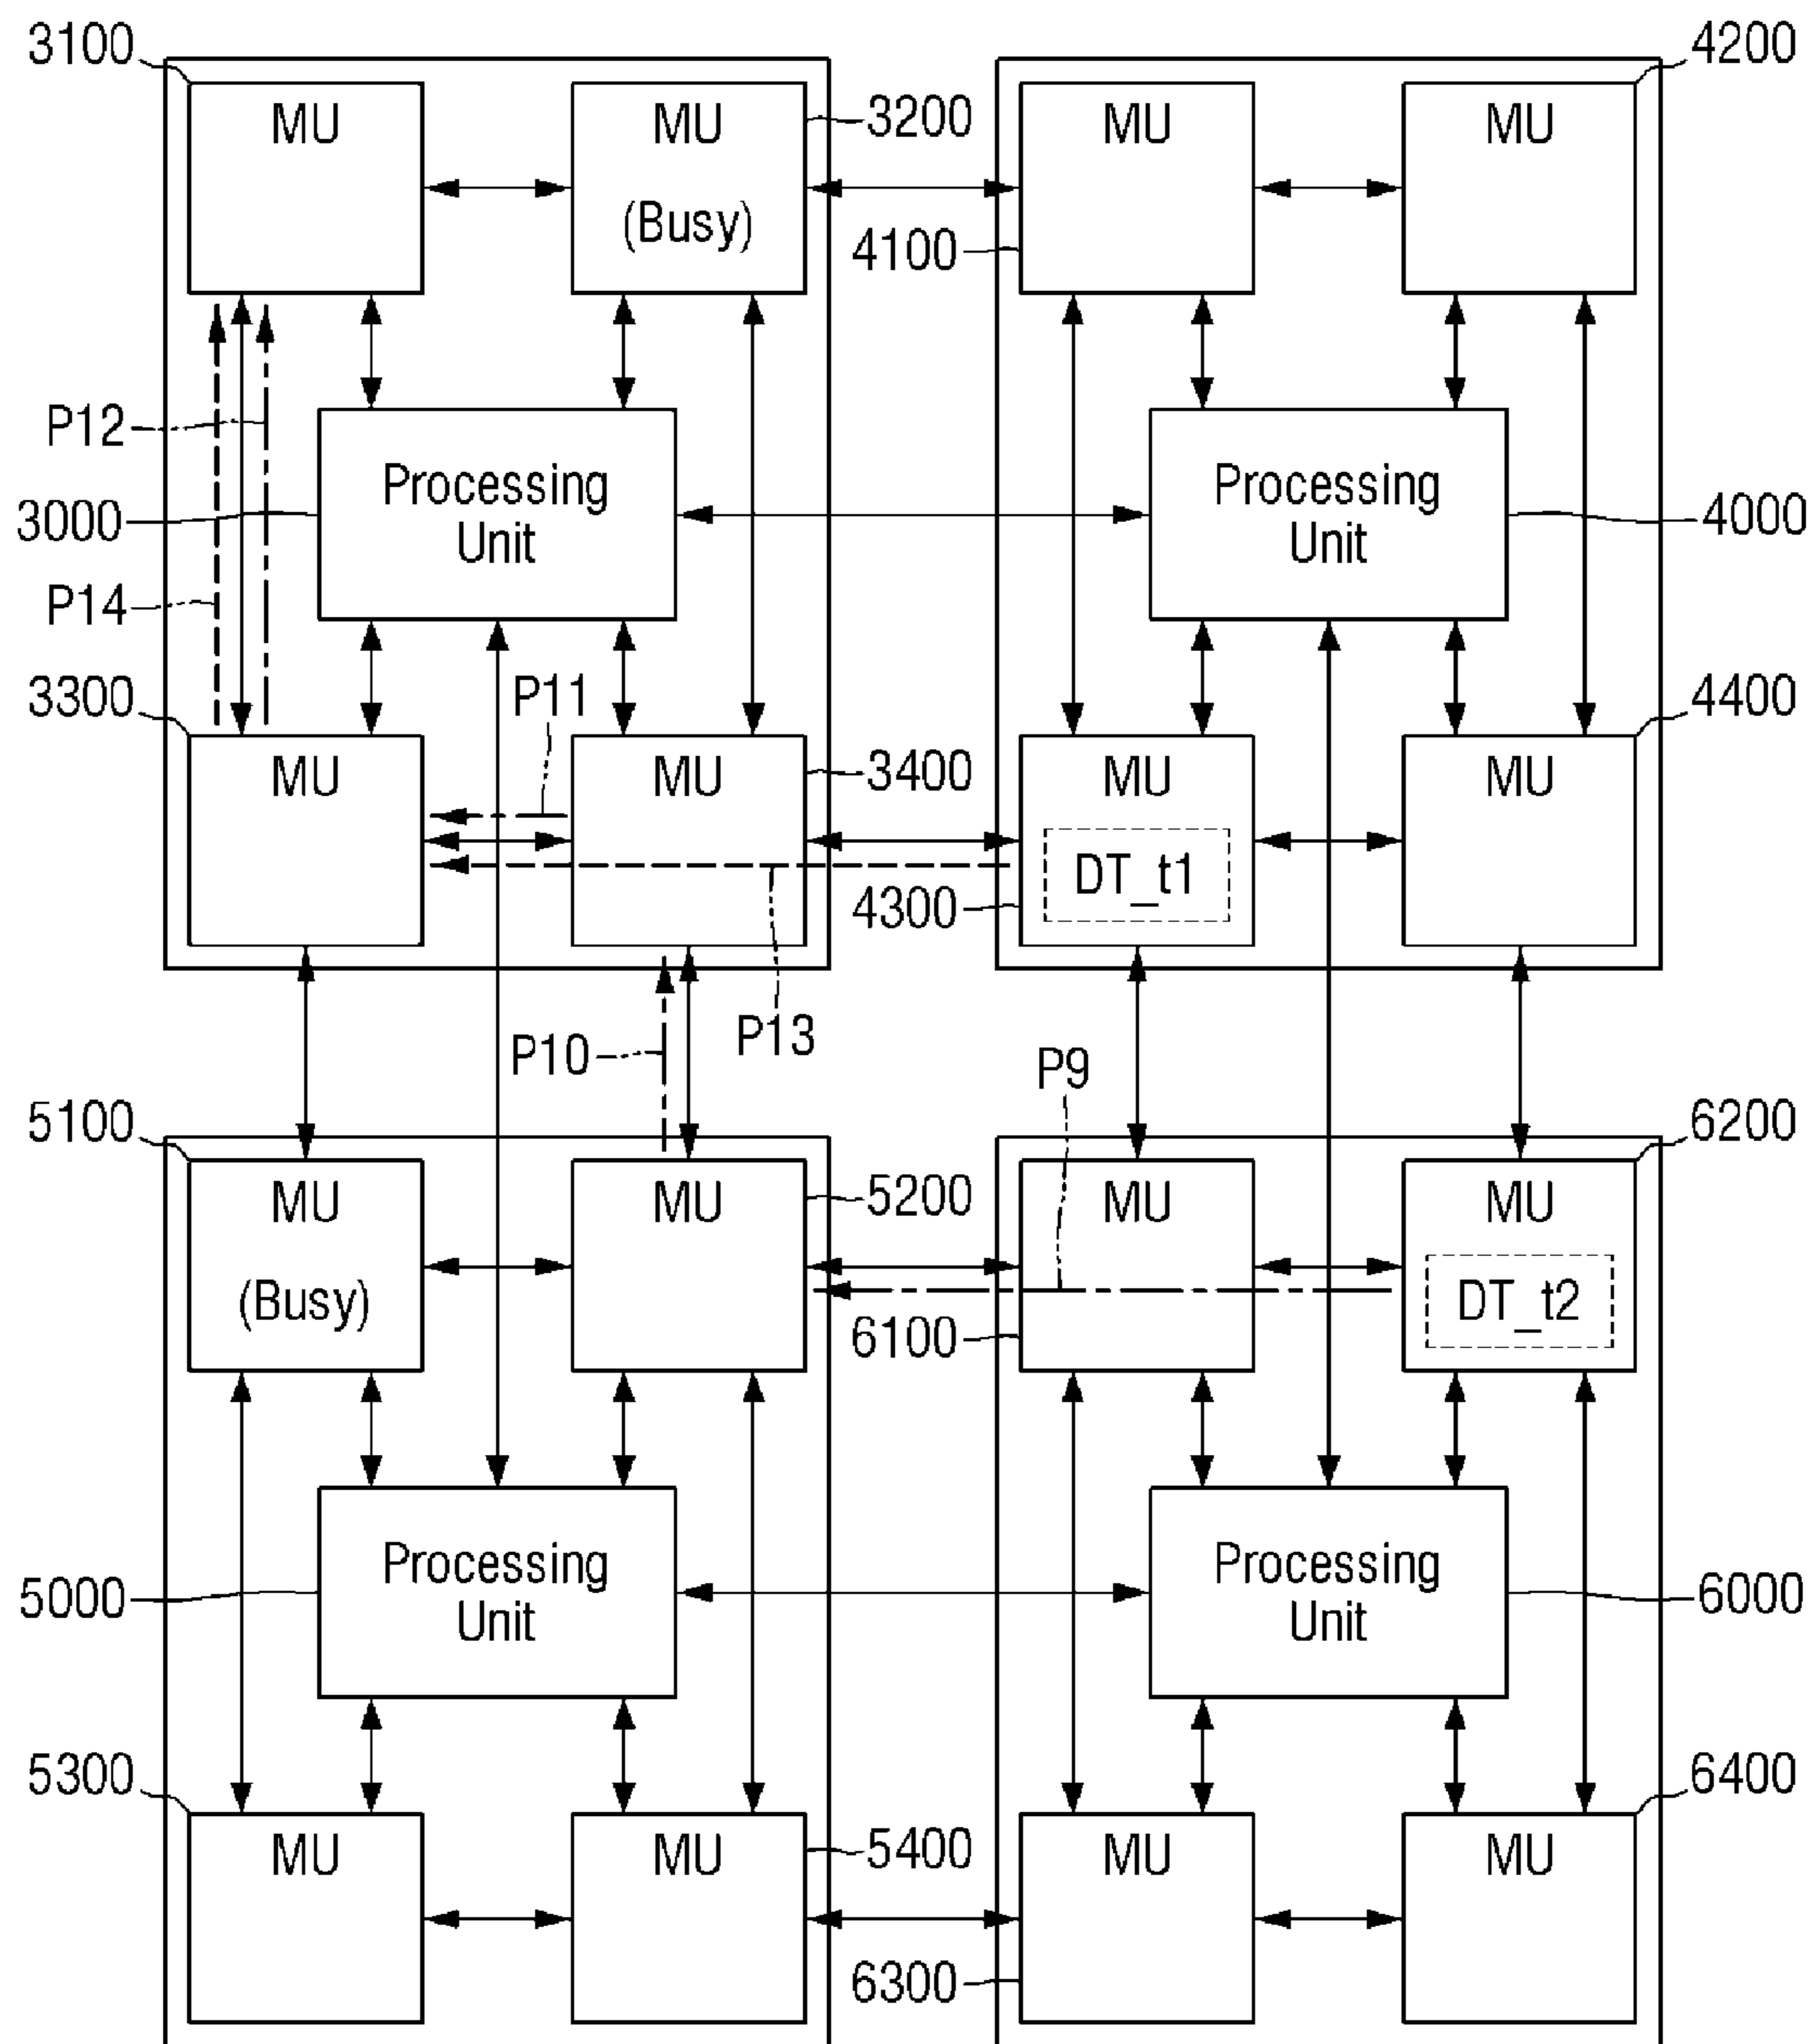 3100
4200
MU
MU
MU
MU
3200
(Busy)
4100
P12
3000
Processing
Unit
Processing
Unit
4000
P14
3300
P11
4400
MU
MU
3400
MU
MU
DT_t1
4300
P10
P13
P9
5100
6200
MU
MU
5200
MU
MU
(Busy)
DT_t2
6100
5000
Processing
Unit
Processing
Unit
6000
5300
6400
MU
MU
5400
MU
MU
6300